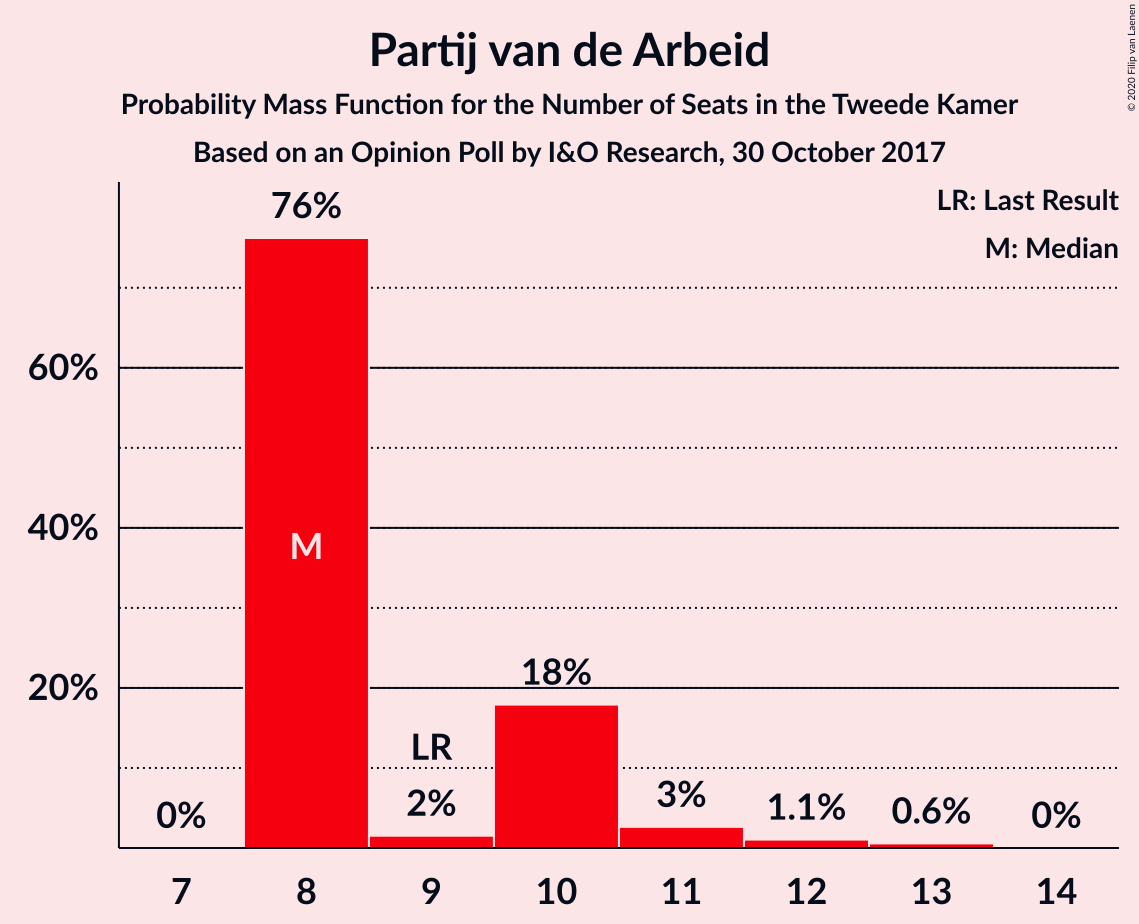 Partij van de Arbeid
Probability Mass Function for the Number of Seats in the Tweede Kamer
Based on an Opinion Poll by I&O Research, 30 October 2017
© 2020 Filip van Laenen
LR: Last Result
M: Median
76%
60%
40%
M
20%
18%
LR
0%
2%
3%
1.1%
0.6%
0%
7 8 9 10 11 12 13 14